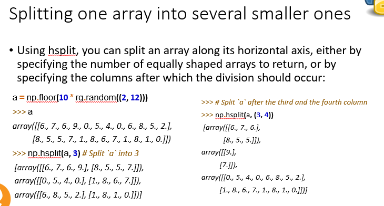 Splitting one array into several smaller ones
• Using hsplit, you can split an array along its horizontal axis, either by
specifying the number of equally shaped arrays to return, or by
specifying the columns after which the division should occur:
a = np.floor(10 * rg.random((2, 12)))
>>> a
array([[6., 7., 6., 9., 0., 5., 4., 0., 6., 8., 5., 2.],
[8., 5., 5., 7., 1., 8., 6., 7., 1., 8., 1., 0.]])
>>> np.hsplit(a, 3) # Split `a` into 3
[array([[6., 7., 6., 9.], [8., 5., 5., 7.]]),
array([[0., 5., 4., 0.], [1., 8., 6., 7.]]),
array([[6., 8., 5., 2.], [1., 8., 1., 0.]])]
>>> # Split `a` after the third and the fourth column
>>> np.hsplit(a, (3, 4))
[array([[6., 7., 6.],
[8., 5., 5.]]),
array([[9.],
[7.]]),
array([[0., 5., 4., 0., 6., 8., 5., 2.],
[1., 8., 6., 7., 1., 8., 1., 0.]])]